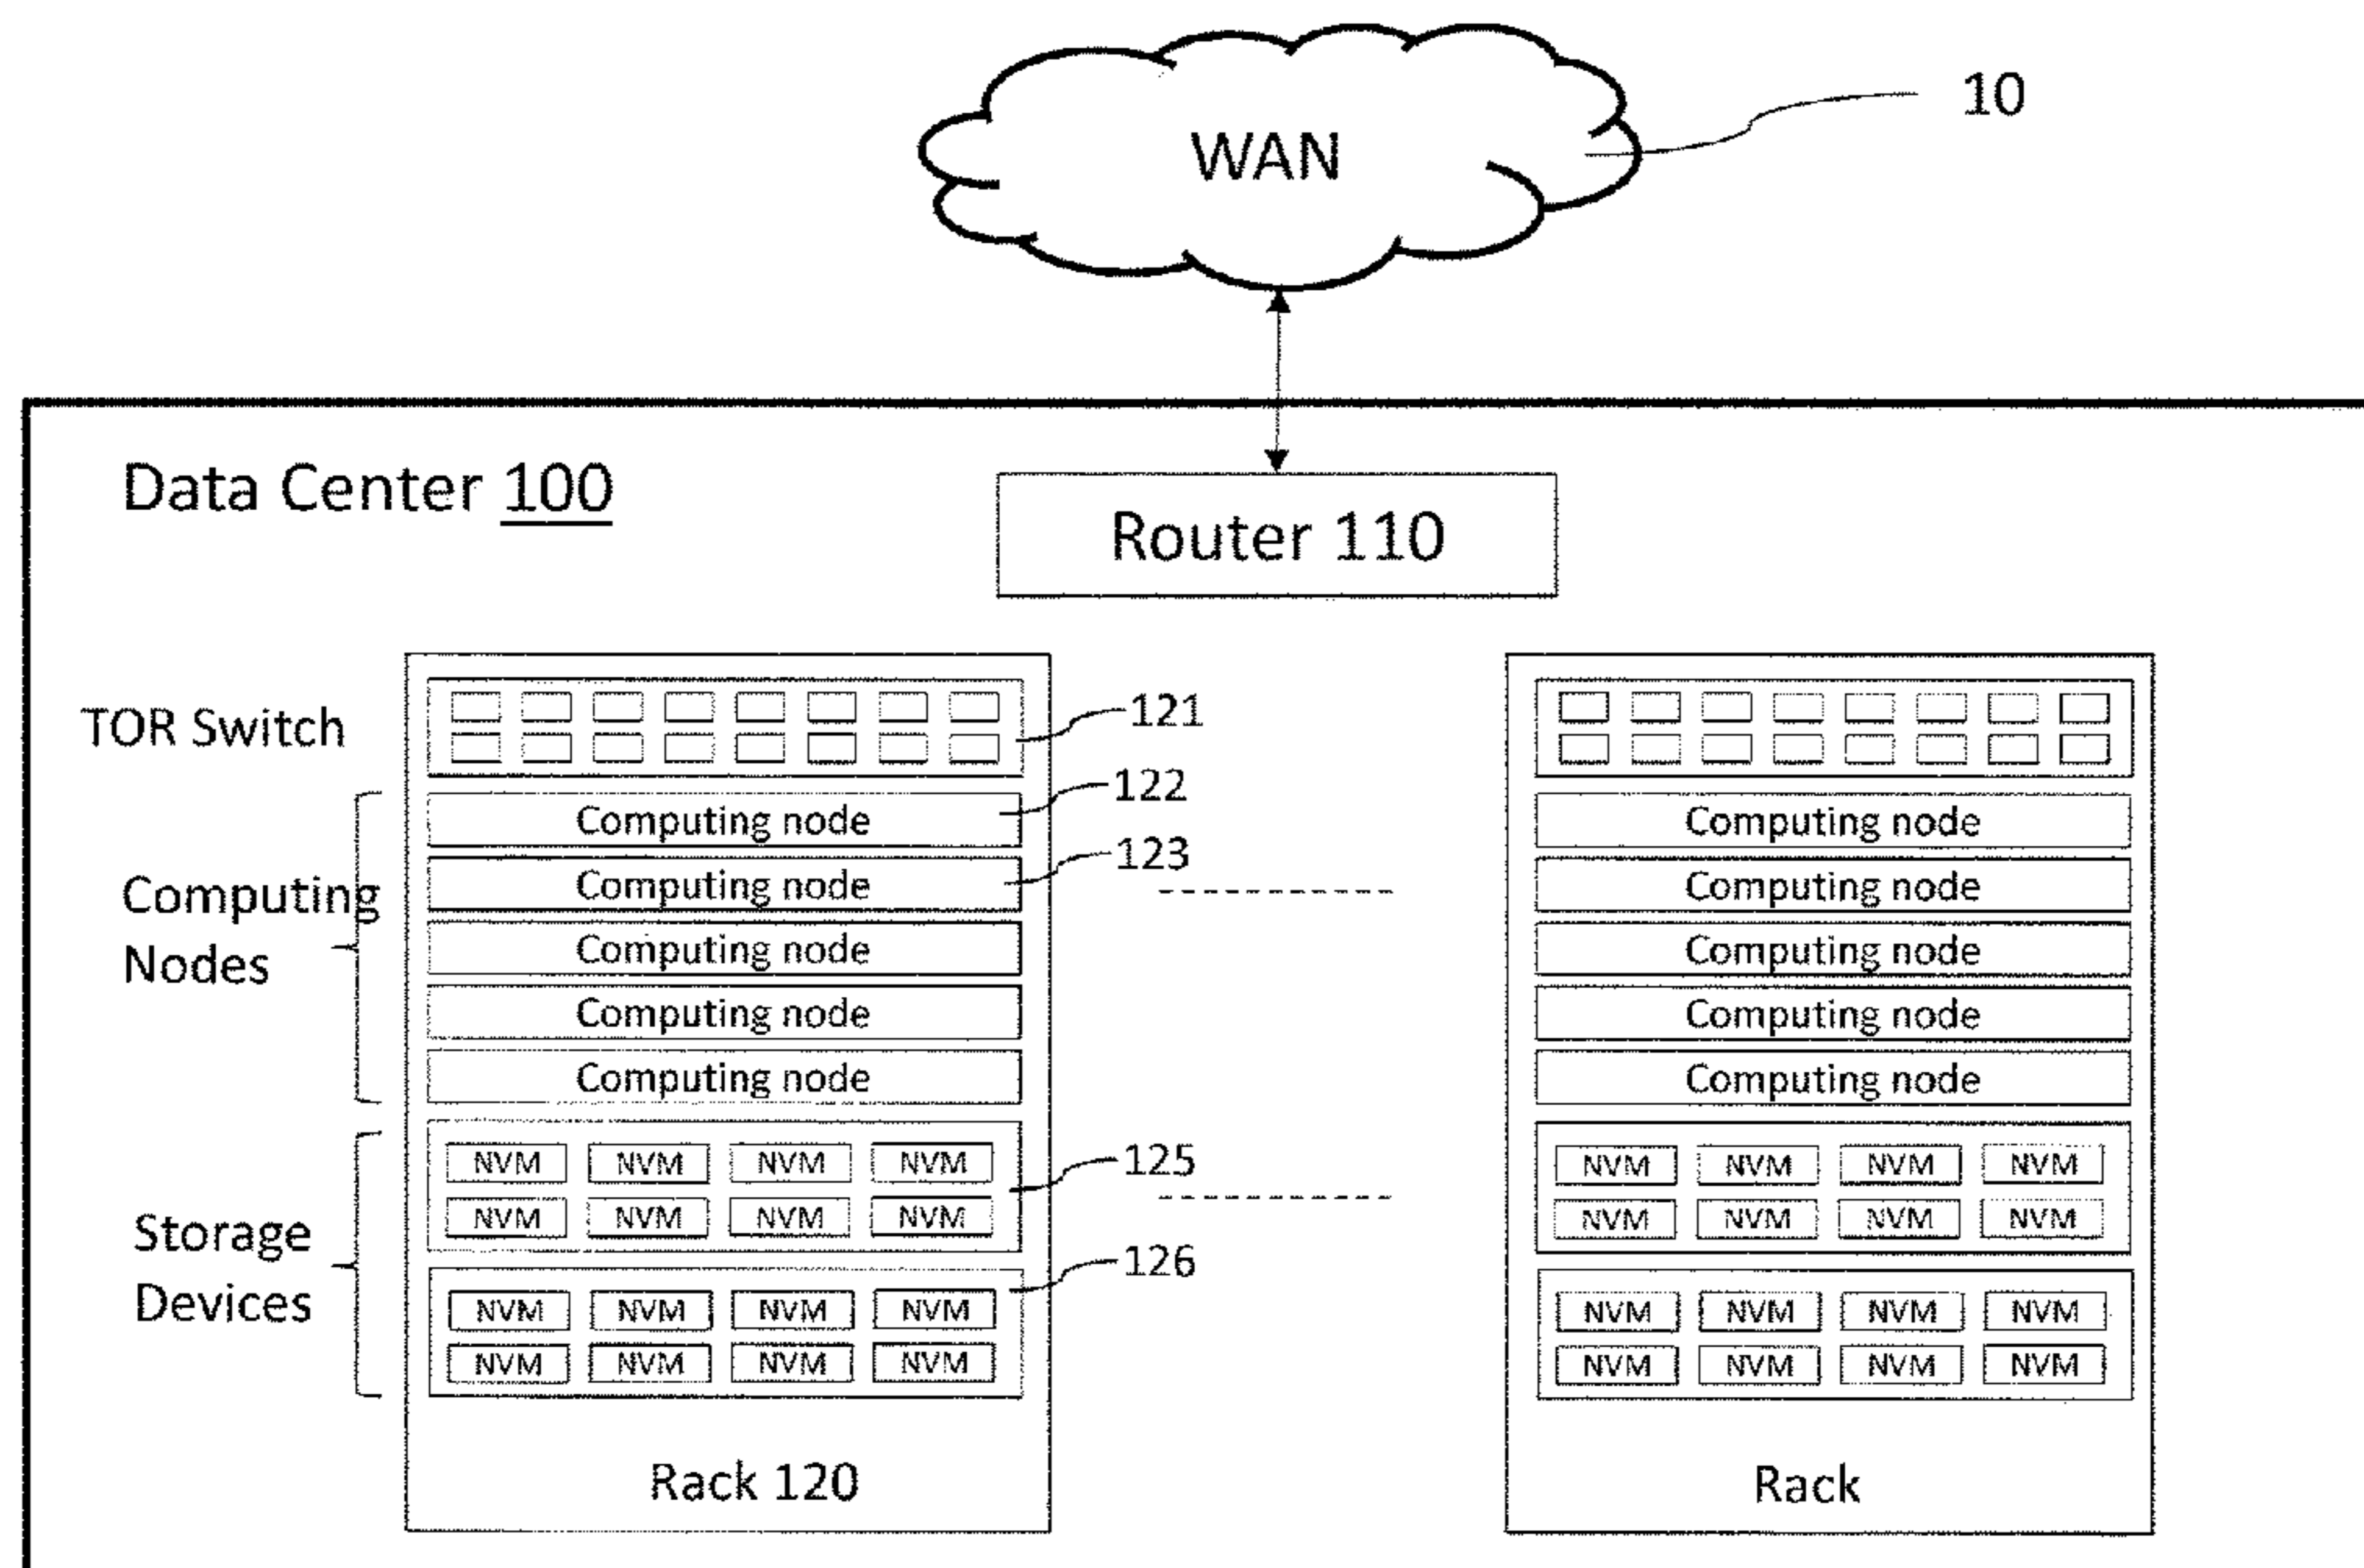 WAN
10
Data Center 100
Router 110
TOR Switch
121
Computing node
122
Computing node
123
Computing node
Computing node
Computing node
Computing
Nodes
NVM NVM NVM NVM
NVM NVM NVM NVM
125
NVM NVM NVM NVM
NVM NVM NVM NVM
126
Storage
Devices
Rack 120
Computing node
Computing node
Computing node
Computing node
Computing node
NVM NVM NVM NVM
NVM NVM NVM NVM
NVM NVM NVM NVM
NVM NVM NVM NVM
Rack